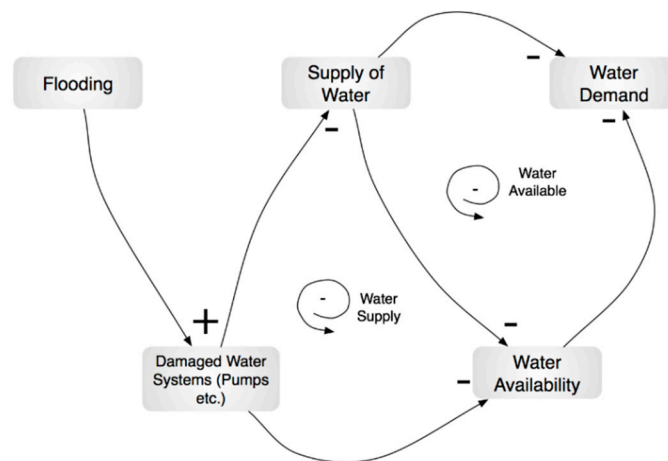 Flooding
Supply of
Water
Water
Demand
-
-
-
-
Water
Available
+
-
Water
Supply
-
-
Damaged Water
Systems (Pumps
etc.)
Water
Availability